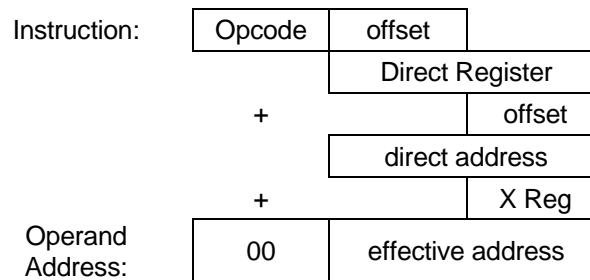 Instruction: Opcode offset
Direct Register
+ offset
direct address
+ X Reg
Operand
Address: 00 effective address